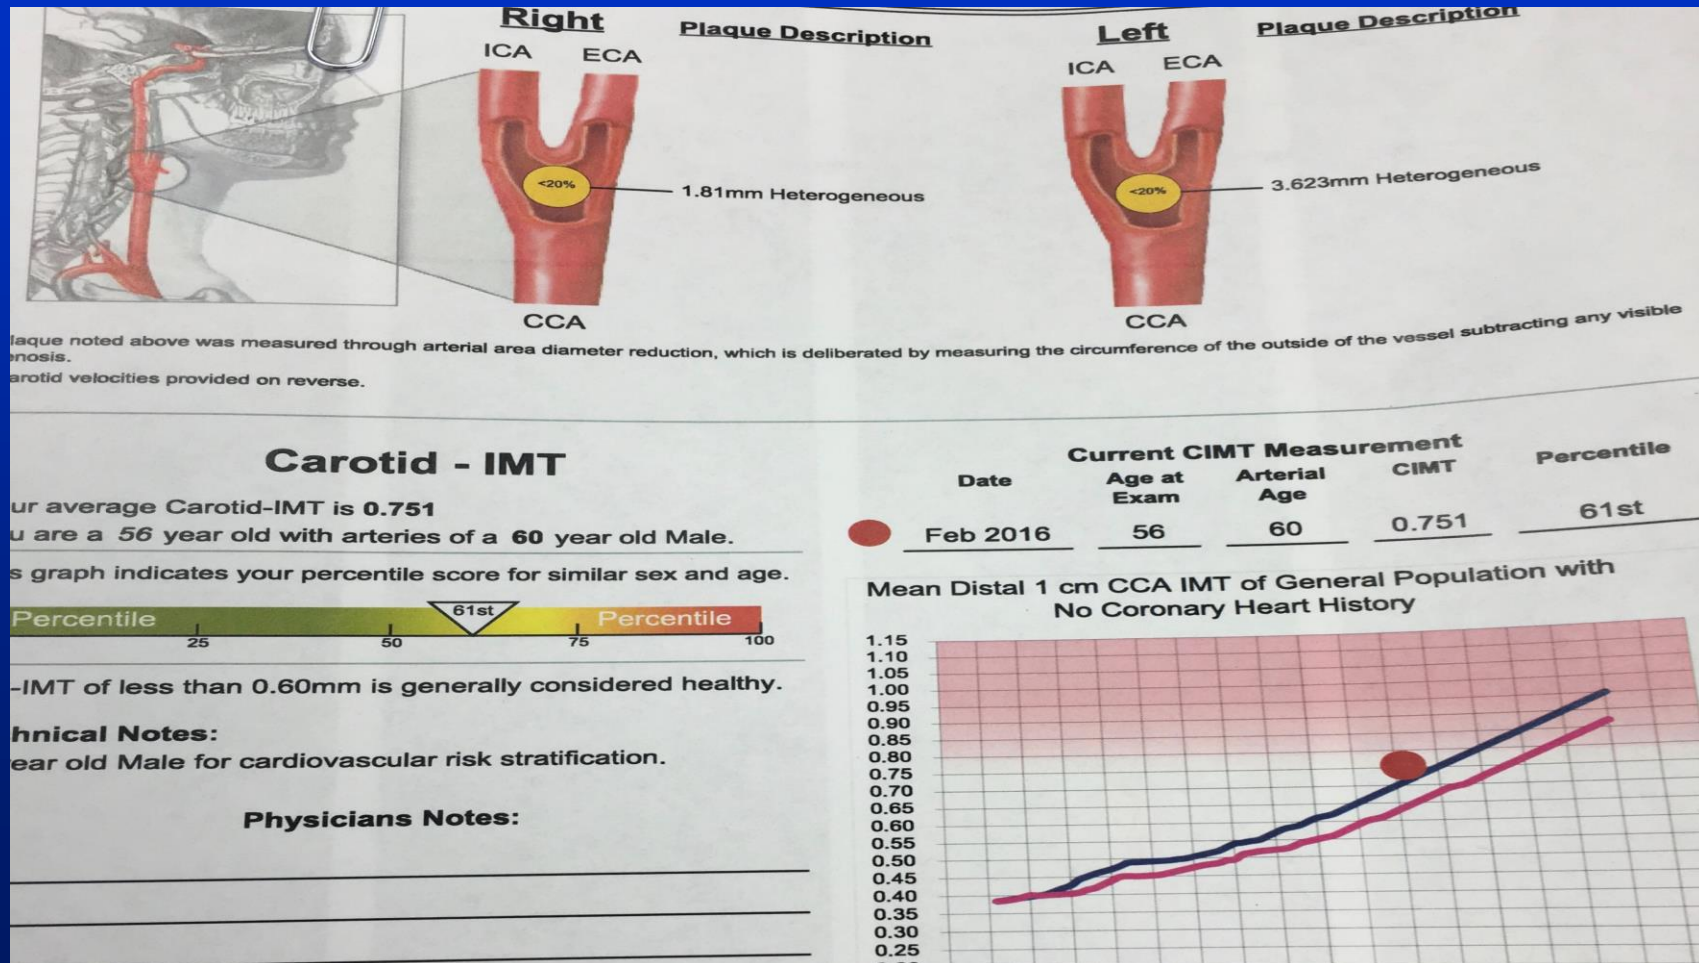 Right
Plaque Description
Left
Plaque Description
ICA ECA
ICA ECA
<20%
1.81mm Heterogeneous
<20%
3.623mm Heterogeneous
CCA
CCA
laque noted above was measured through arterial area diameter reduction, which is deliberated by measuring the circumference of the outside of the vessel subtracting any visible
enosis.
arotid velocities provided on reverse.
Carotid - IMT
ur average Carotid-IMT is 0.751
u are a 56 year old with arteries of a 60 year old Male.
s graph indicates your percentile score for similar sex and age.
Percentile 61st Percentile
25 50 75 100
-IMT of less than 0.60mm is generally considered healthy.
hnical Notes:
ear old Male for cardiovascular risk stratification.
Physicians Notes:
Current CIMT Measurement
Date Age at Exam Arterial Age CIMT Percentile
Feb 2016 56 60 0.751 61st
Mean Distal 1 cm CCA IMT of General Population with
No Coronary Heart History
1.15
1.10
1.05
1.00
0.95
0.90
0.85
0.80
0.75
0.70
0.65
0.60
0.55
0.50
0.45
0.40
0.35
0.30
0.25